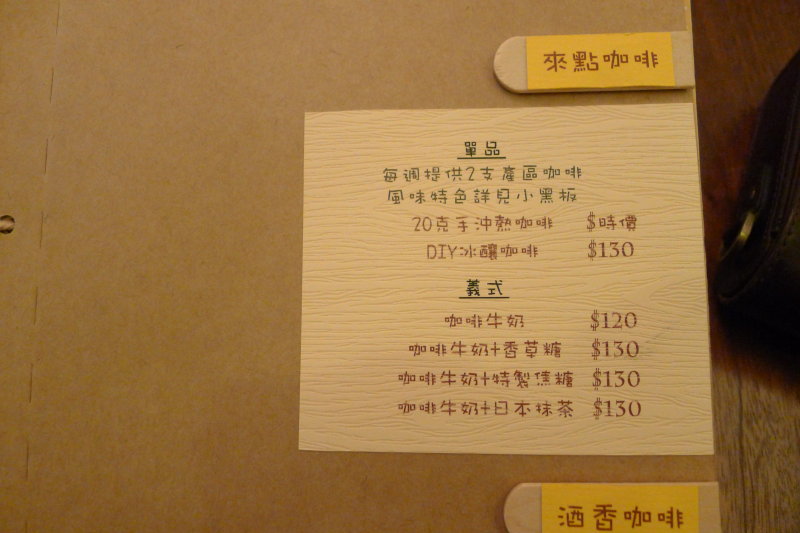 來點咖啡
單品
每週提供2支產區咖啡
風味特色詳見小黑板
20克手沖熱咖啡 $時價
DIY冰釀咖啡 $130
義式
咖啡牛奶 $120
咖啡牛奶+香草糖 $130
咖啡牛奶+特製焦糖 $130
咖啡牛奶+日本抹茶 $130
酒香咖啡